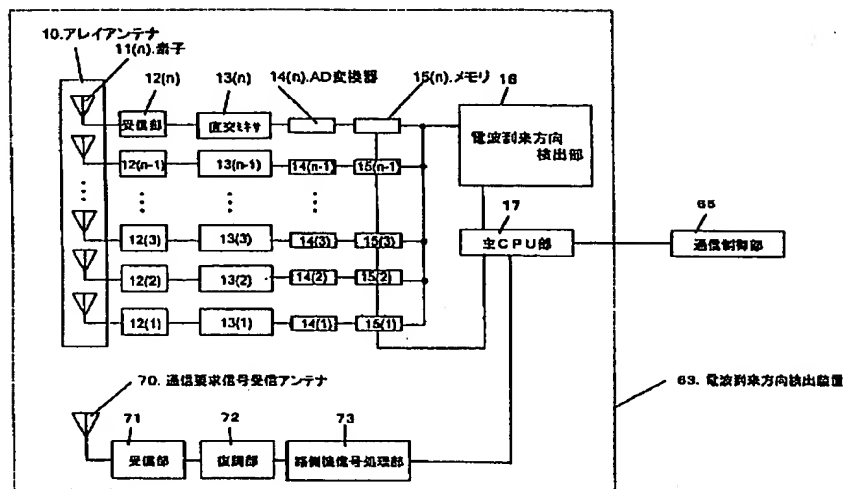 10.アレイアンテナ
11(n).素子
12(n)
13(n)
14(n).AD変換器
15(n).メモリ
16
受信部
直交ミキサ
電波到来方向
検出部
12(n-1)
13(n-1)
14(n-1)
15(n-1)
17
65
12(3)
13(3)
14(3)
15(3)
主CPU部
通信制御部
12(2)
13(2)
14(2)
15(2)
12(1)
13(1)
14(1)
15(1)
70. 通信要求信号受信アンテナ
63. 電波到来方向検出装置
71
72
73
受信部
復調部
路側機信号処理部